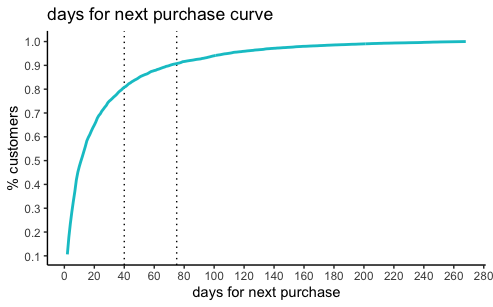 days for next purchase curve
% customers
1.0
0.9
0.8
0.7
0.6
0.5
0.4
0.3
0.2
0.1
0 20 40 60 80 100 120 140 160 180 200 220 240 260 280
days for next purchase